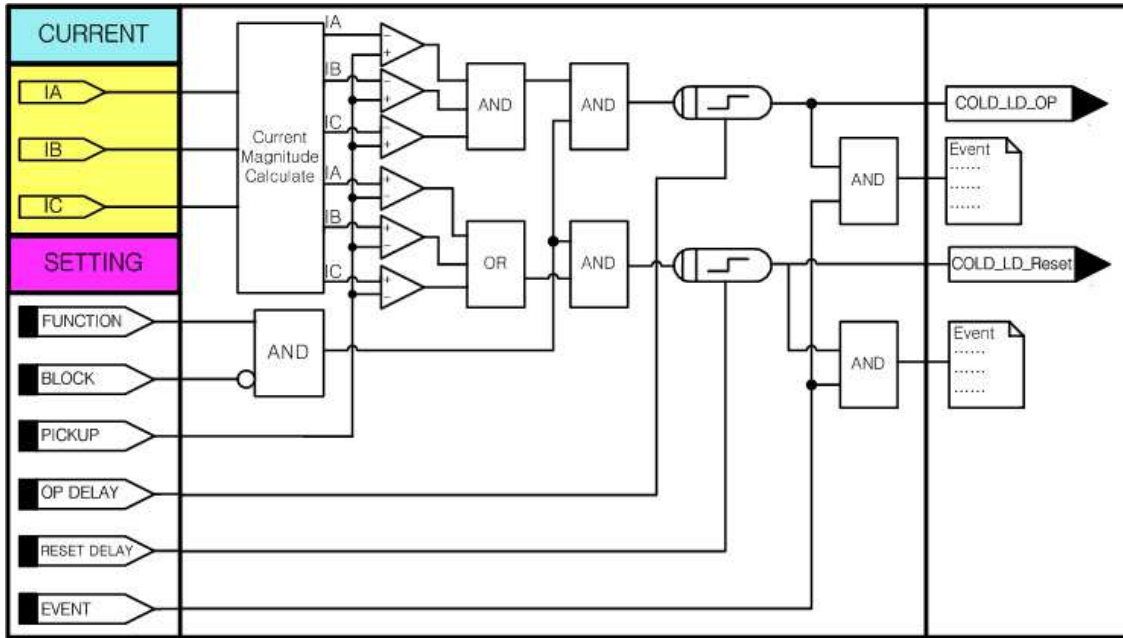 CURRENT
IA
IB
IC
SETTING
FUNCTION
BLOCK
PICKUP
OP DELAY
RESET DELAY
EVENT
Current
Magnitude
Calculate
IA
IB
IC
IA
IB
IC
- +
- +
- +
+ -
+ -
+ -
AND
AND
OR
AND
AND
AND
AND
COLD_LD_OP
Event
......
......
......
COLD_LD_Reset
Event
......
......
......